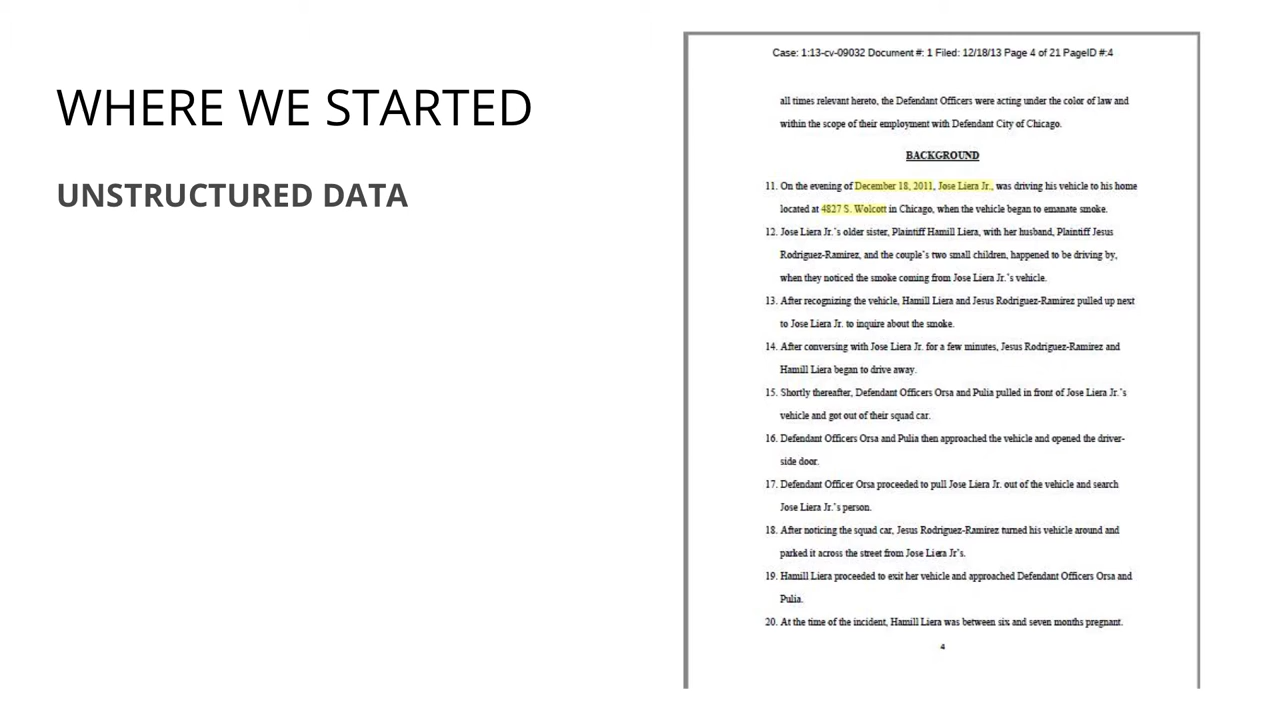 WHERE WE STARTED
UNSTRUCTURED DATA
Case: 1:13-cv-09032 Document #: 1 Filed: 12/18/13 Page 4 of 21 PageID #:4
all times relevant hereto, the Defendant Officers were acting under the color of law and
within the scope of their employment with Defendant City of Chicago.
BACKGROUND
11. On the evening of December 18, 2011, Jose Liera Jr., was driving his vehicle to his home
located at 4827 S. Wolcott in Chicago, when the vehicle began to emanate smoke.
12. Jose Liera Jr.'s older sister, Plaintiff Hamill Liera, with her husband, Plaintiff Jesus
Rodriguez-Ramirez, and the couple's two small children, happened to be driving by,
when they noticed the smoke coming from Jose Liera Jr.'s vehicle.
13. After recognizing the vehicle, Hamill Liera and Jesus Rodriguez-Ramirez pulled up next
to Jose Liera Jr. to inquire about the smoke.
14. After conversing with Jose Liera Jr. for a few minutes, Jesus Rodriguez-Ramirez and
Hamill Liera began to drive away.
15. Shortly thereafter, Defendant Officers Orsa and Pulia pulled in front of Jose Liera Jr.'s
vehicle and got out of their squad car.
16. Defendant Officers Orsa and Pulia then approached the vehicle and opened the driver-
side door.
17. Defendant Officer Orsa proceeded to pull Jose Liera Jr. out of the vehicle and search
Jose Liera Jr.'s person.
18. After noticing the squad car, Jesus Rodriguez-Ramirez turned his vehicle around and
parked it across the street from Jose Liera Jr's.
19. Hamill Liera proceeded to exit her vehicle and approached Defendant Officers Orsa and
Pulia.
20. At the time of the incident, Hamill Liera was between six and seven months pregnant.
4